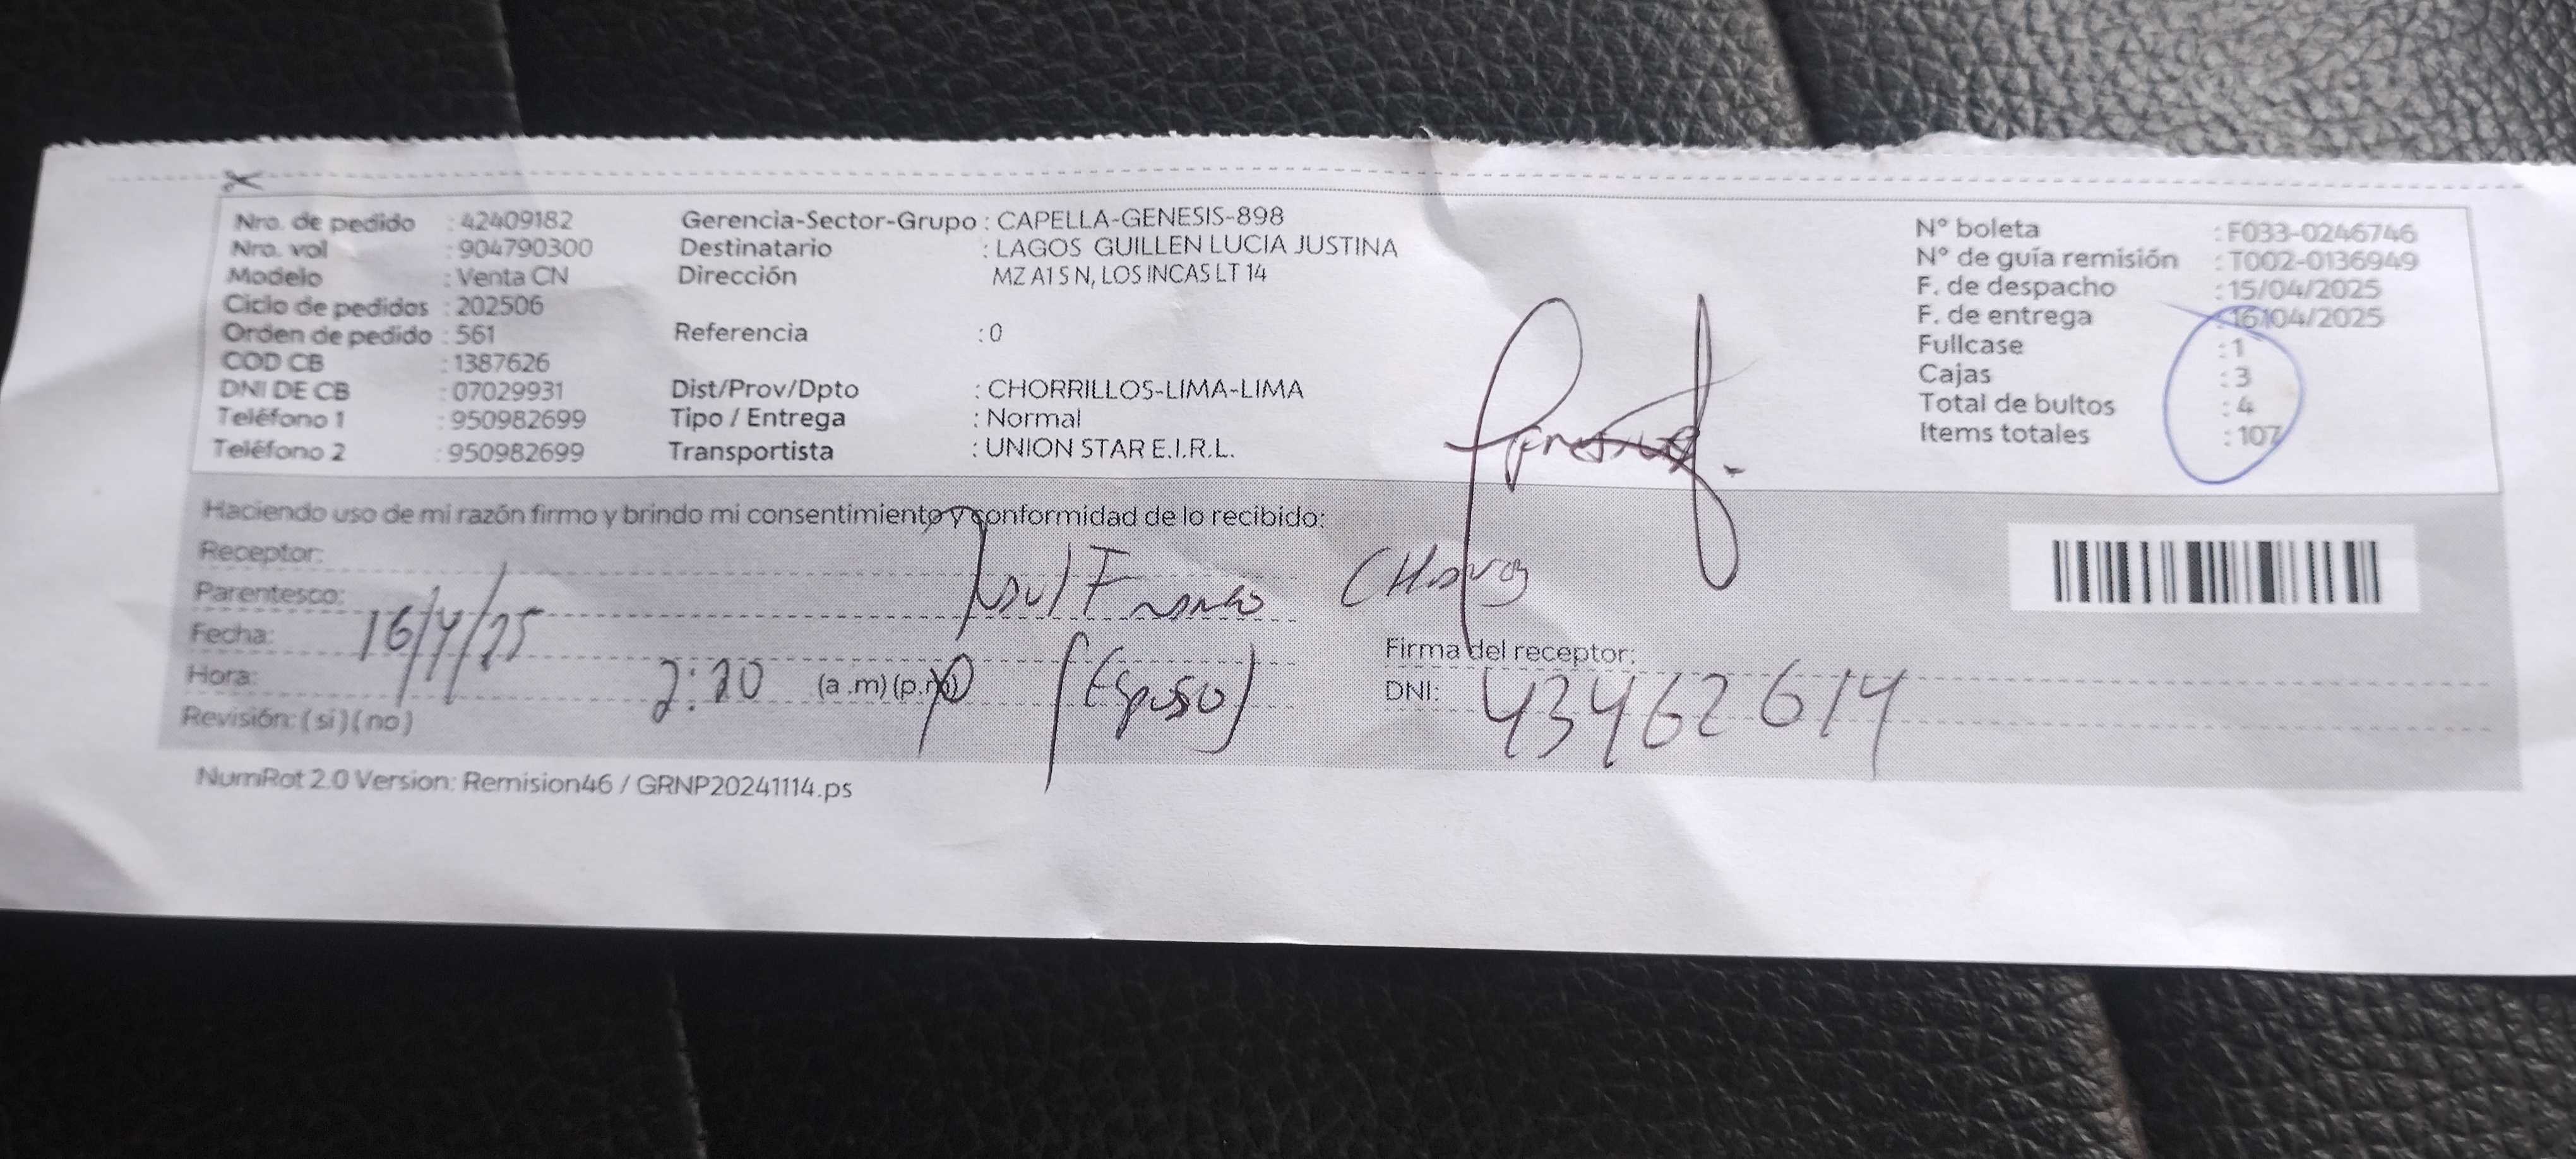 Nro. de pedido : 42409182
Nro. vol : 904790300
Modelo : Venta CN
Ciclo de pedidos : 202506
Orden de pedido : 561
COD CB : 1387626
DNI DE CB : 07029931
Teléfono 1 : 950982699
Teléfono 2 : 950982699
Gerencia-Sector-Grupo : CAPELLA-GENESIS-898
Destinatario : LAGOS GUILLEN LUCIA JUSTINA
Dirección MZ A1 S N, LOS INCAS LT 14
Referencia : 0
Dist/Prov/Dpto : CHORRILLOS-LIMA-LIMA
Tipo / Entrega : Normal
Transportista : UNION STAR E.I.R.L.
N° boleta : F033-0246746
N° de guía remisión : T002-0136949
F. de despacho : 15/04/2025
F. de entrega : 16/04/2025
Fullcase : 1
Cajas : 3
Total de bultos : 4
Items totales : 107
Haciendo uso de mi razón firmo y brindo mi consentimiento y conformidad de lo recibido:
Receptor:
Parentesco:
Fecha: 16/4/25
Hora: 2:20 (a .m) (p.m) (Esposo)
Revisión: ( si ) ( no )
Firma del receptor:
DNI: 43462614
NumRot 2.0 Version: Remision46 / GRNP20241114.ps